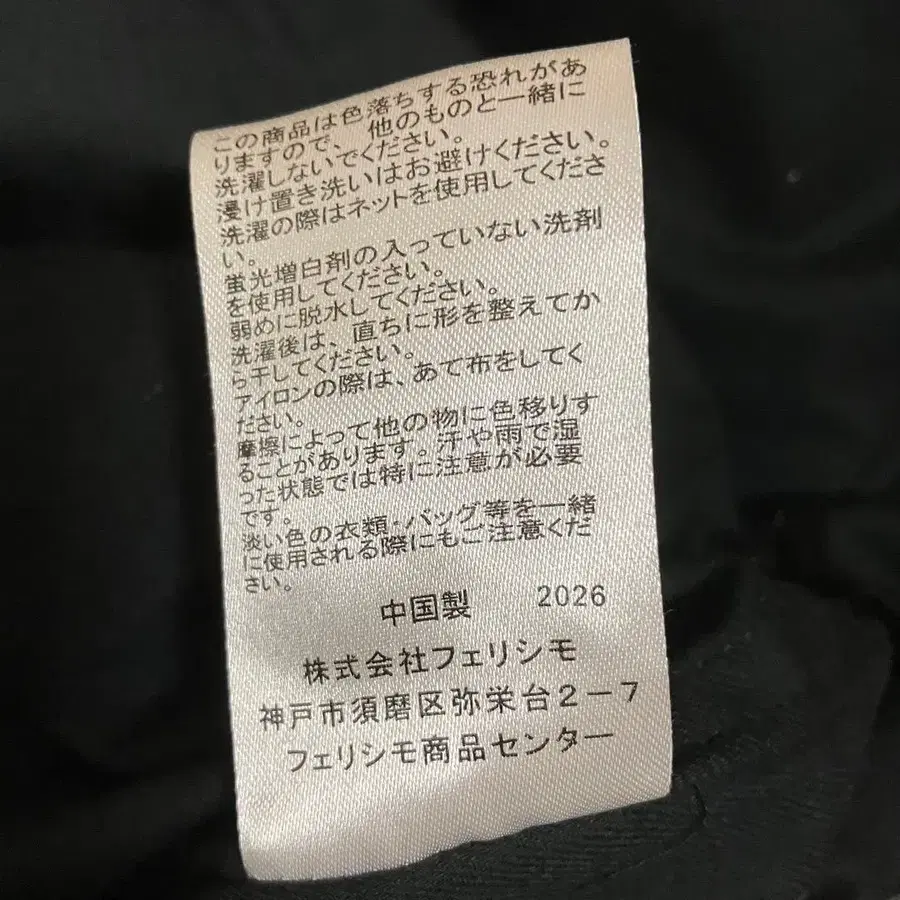 この商品は色落ちする恐れがあ
りますので、他のものと一緒に
洗濯しないでください。
浸け置き洗いはお避けください。
洗濯の際はネットを使用してくださ
い。
蛍光増白剤の入っていない洗剤
を使用してください。
弱めに脱水してください。
洗濯後は、直ちに形を整えてか
ら干してください。
アイロンの際は、あて布をしてく
ださい。
摩擦によって他の物に色移りす
ることがあります。汗や雨で湿
った状態では特に注意が必要
です。
淡い色の衣類・バッグ等を一緒
に使用される際にもご注意くだ
さい。
中国製 2026
株式会社フェリシモ
神戸市須磨区弥栄台2-7
フェリシモ商品センター